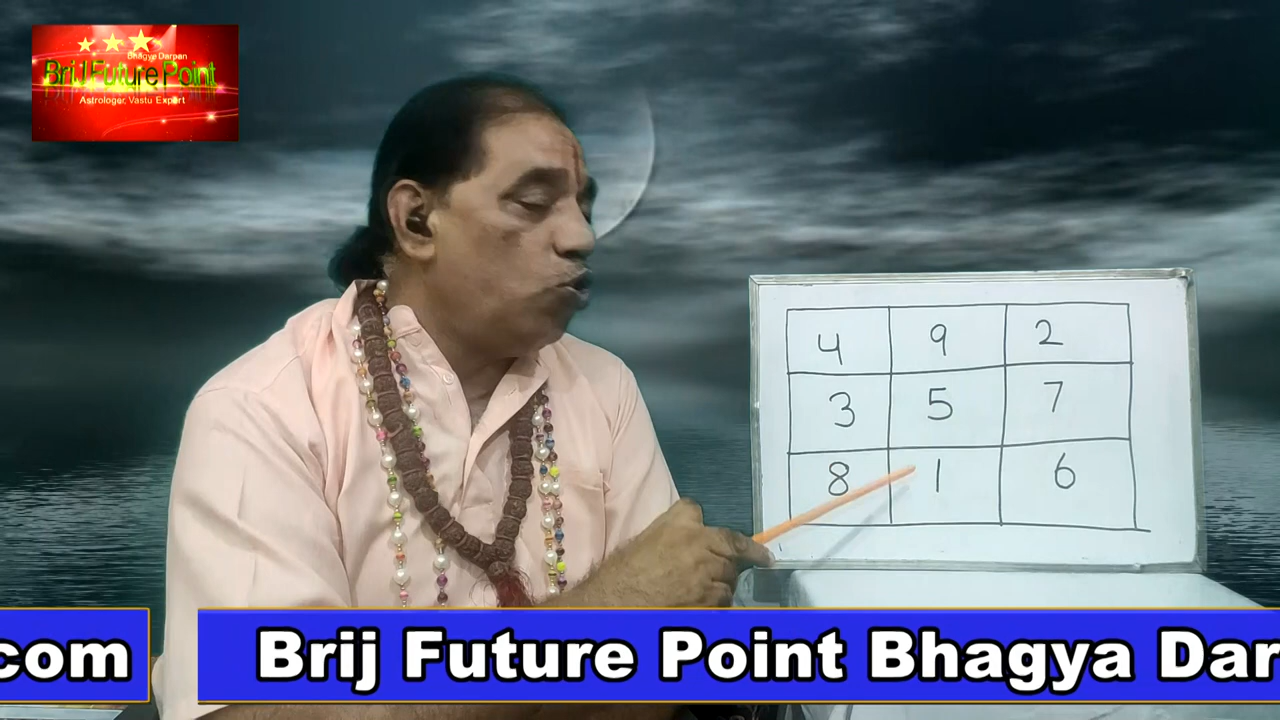 Bhagya Darpan
Brij Future Point
Astrologer, Vastu Expert
4 9 2
3 5 7
8 1 6
com
Brij Future Point Bhagya Dar